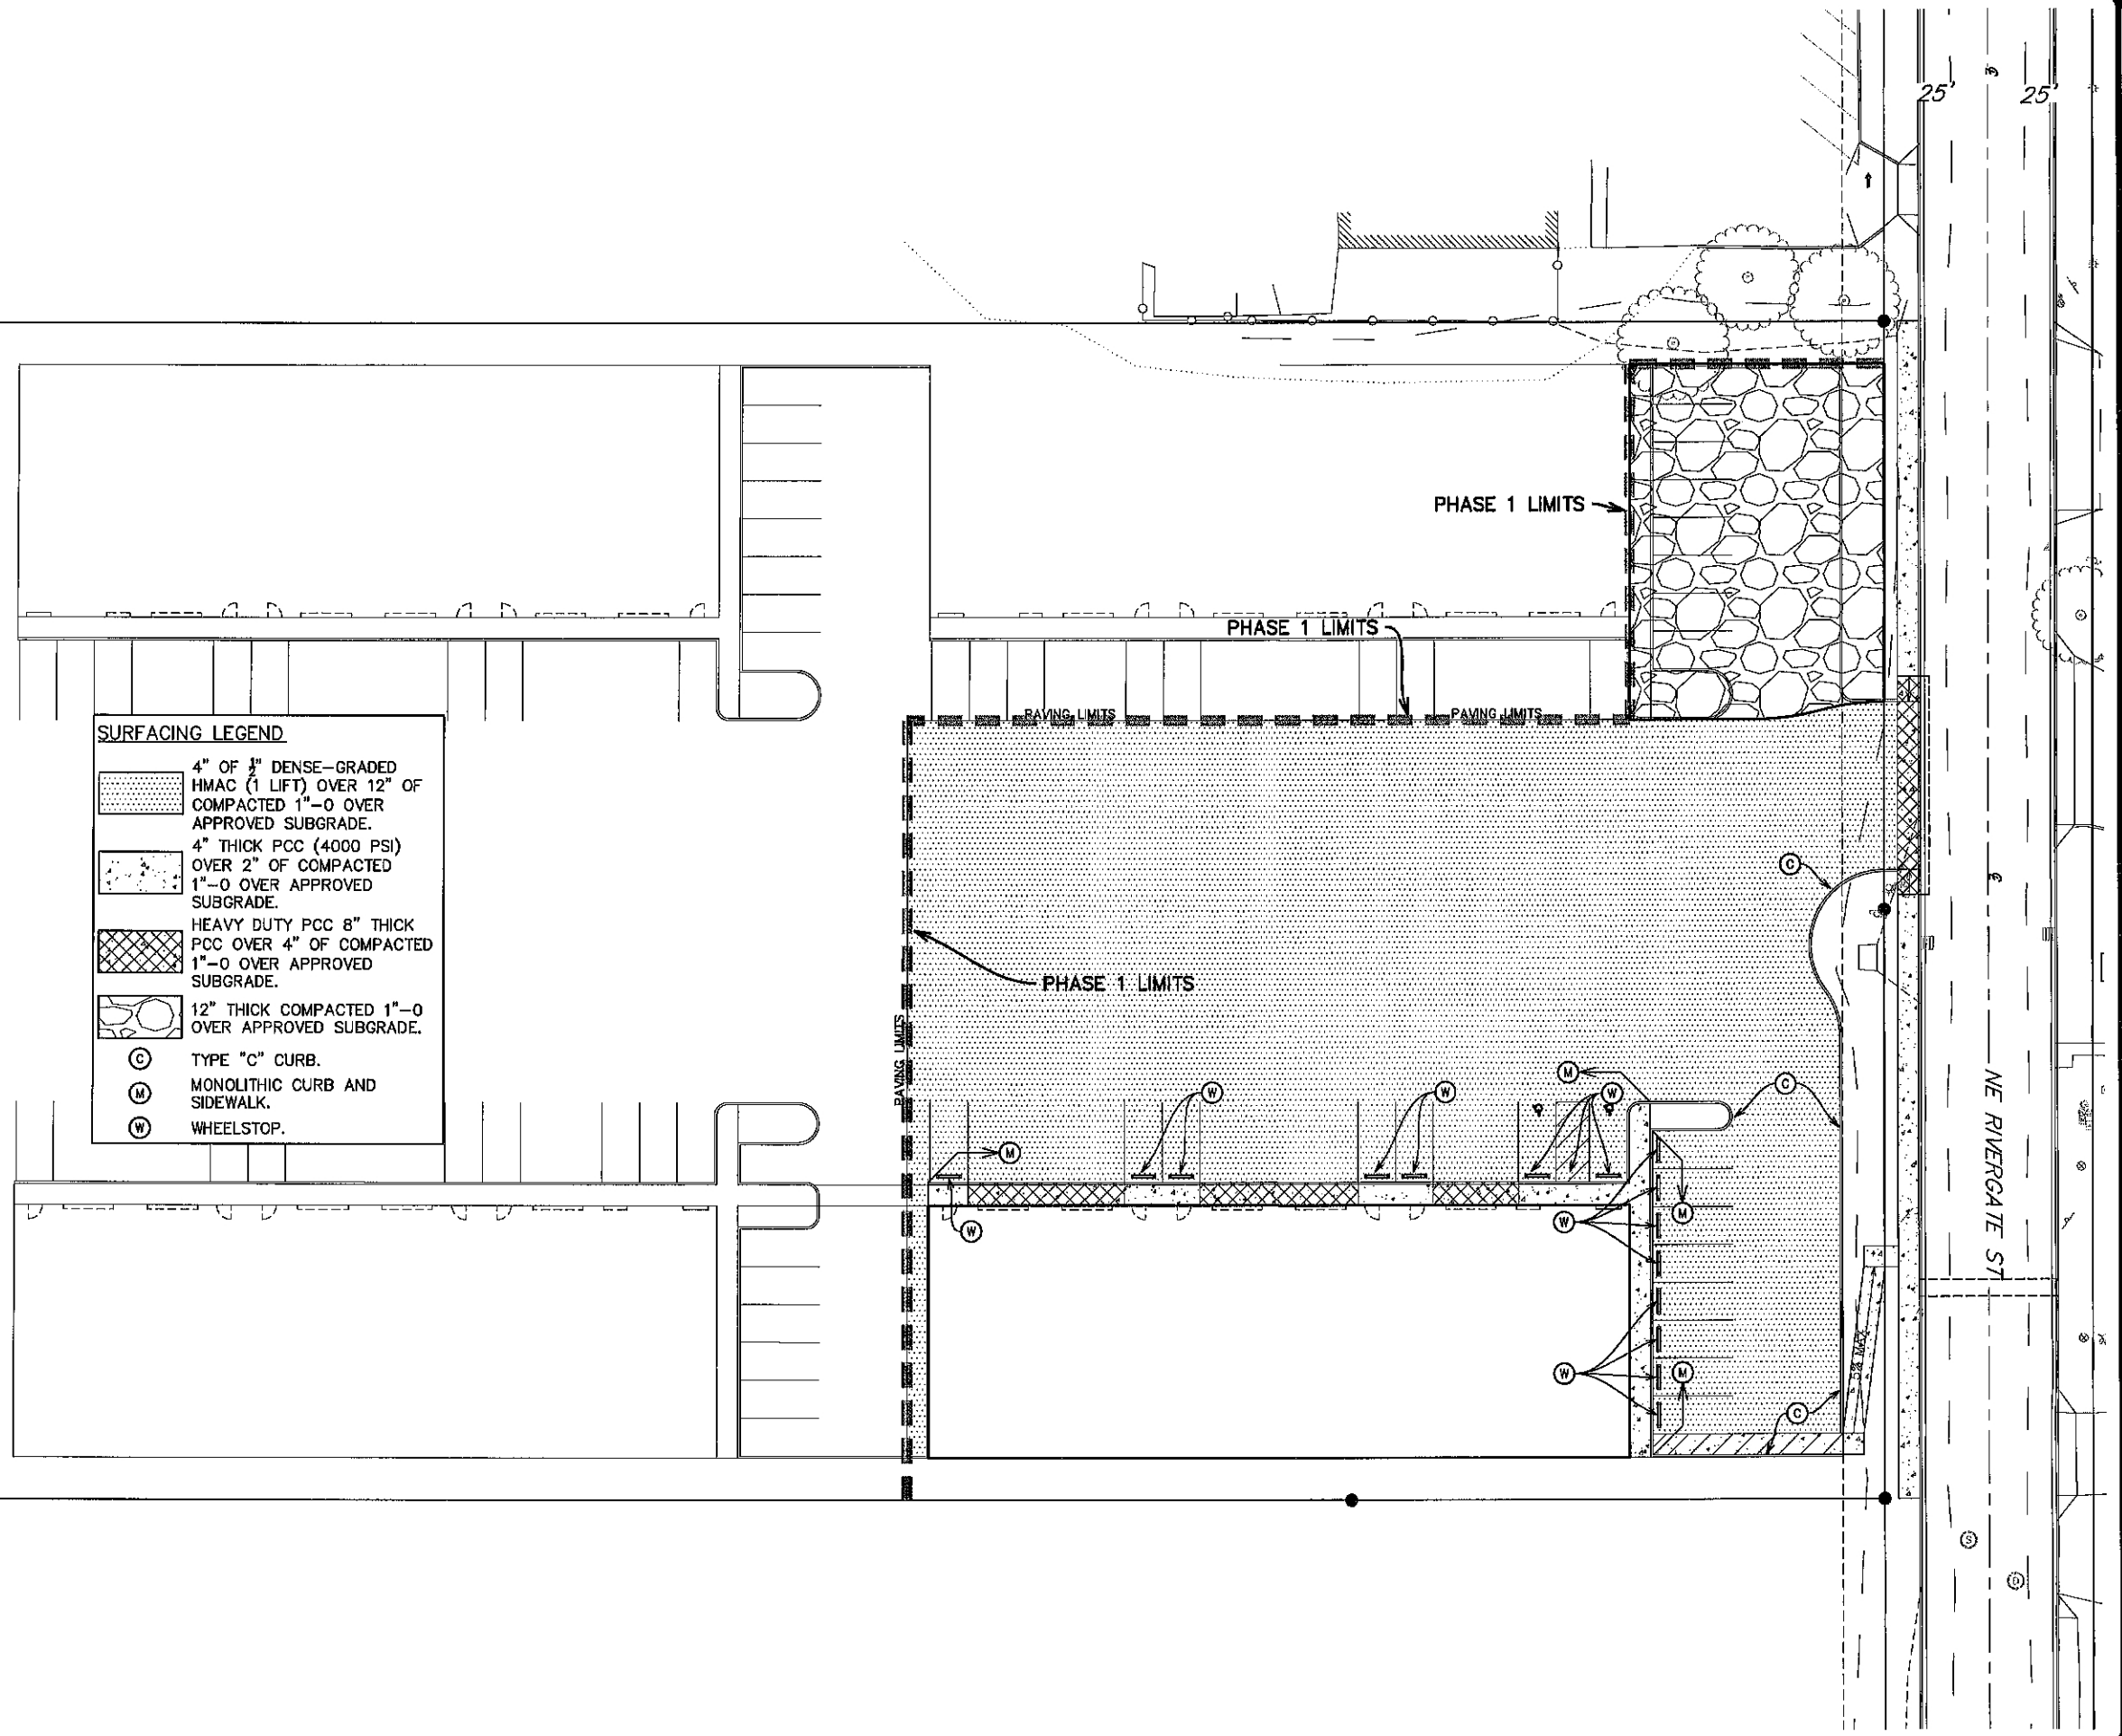 25'
25'
℄
PHASE 1 LIMITS
PHASE 1 LIMITS
PAVING LIMITS
PAVING LIMITS
SURFACING LEGEND
4" OF ½" DENSE-GRADED
HMAC (1 LIFT) OVER 12" OF
COMPACTED 1"-0 OVER
APPROVED SUBGRADE.
4" THICK PCC (4000 PSI)
OVER 2" OF COMPACTED
1"-0 OVER APPROVED
SUBGRADE.
HEAVY DUTY PCC 8" THICK
PCC OVER 4" OF COMPACTED
1"-0 OVER APPROVED
SUBGRADE.
12" THICK COMPACTED 1"-0
OVER APPROVED SUBGRADE.
C
TYPE "C" CURB.
M
MONOLITHIC CURB AND
SIDEWALK.
W
WHEELSTOP.
C
℄
PHASE 1 LIMITS
PAVING LIMITS
NE RIVERGATE ST
M
W
W
W
C
M
W
W
M
W
M
C
5% MAX
S
D